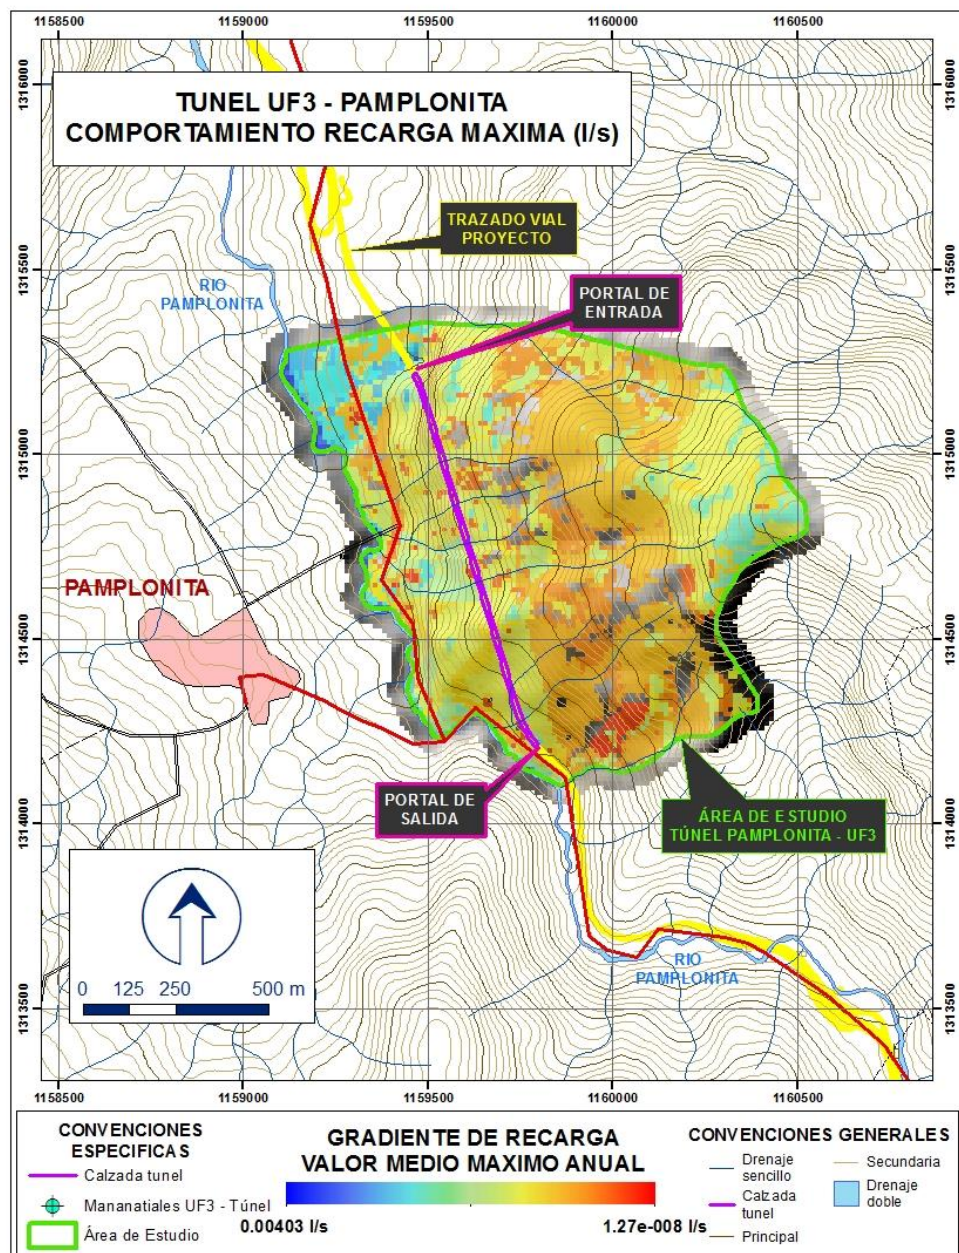 1158500 1159000 1159500 1160000 1160500
1316000
1316000
TUNEL UF3 - PAMPLONITA
COMPORTAMIENTO RECARGA MAXIMA (l/s)
TRAZADO VIAL
PROYECTO
1315500
1315500
RIO
PAMPLONITA
PORTAL DE
ENTRADA
1315000
1315000
PAMPLONITA
1314500
1314500
PORTAL DE
SALIDA
ÁREA DE ESTUDIO
TÚNEL PAMPLONITA - UF3
1314000
1314000
0 125 250 500 m
RIO
PAMPLONITA
1313500
1313500
1158500 1159000 1159500 1160000 1160500
CONVENCIONES
ESPECIFICAS
Calzada tunel
Mananatiales UF3 - Túnel
Área de Estudio
GRADIENTE DE RECARGA
VALOR MEDIO MAXIMO ANUAL
0.00403 l/s 1.27e-008 l/s
CONVENCIONES GENERALES
Drenaje
sencillo
Calzada
tunel
Principal
Secundaria
Drenaje
doble